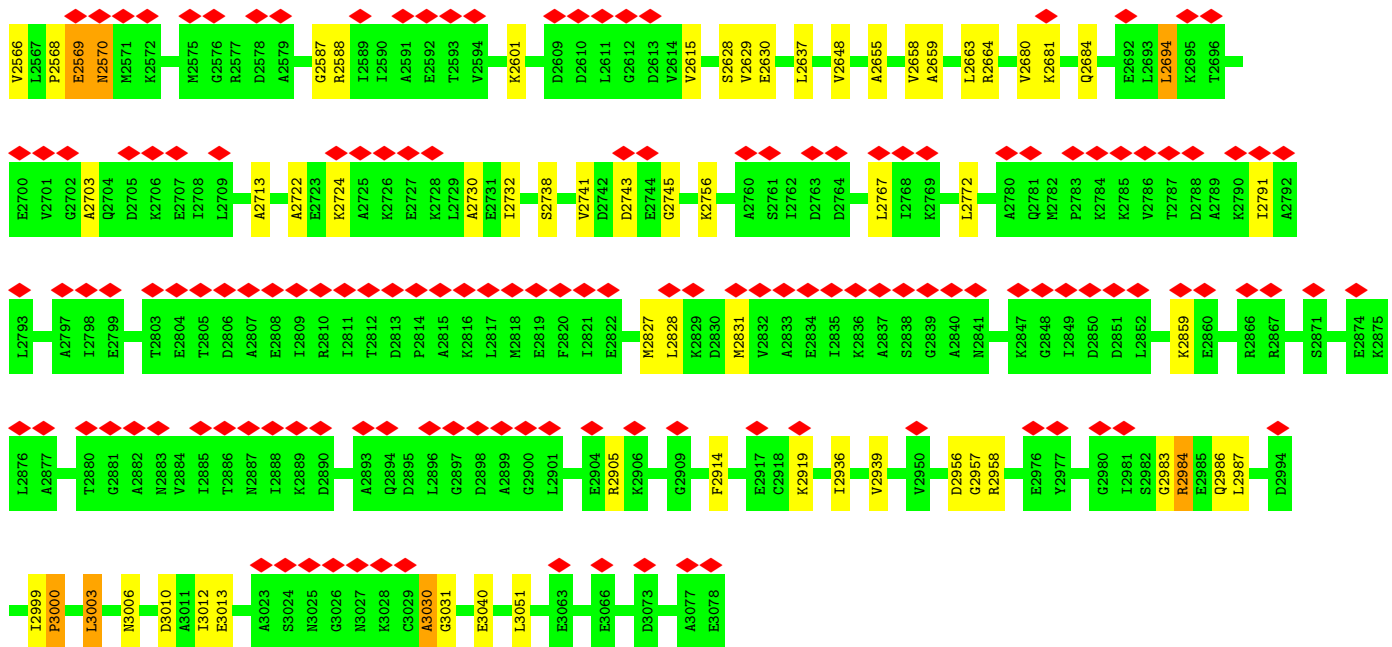 V2566 L2567 P2568 E2569 N2570 M2571 K2572 M2575 G2576 R2577 D2578 A2579 G2587 R2588 I2589 I2590 A2591 E2592 T2593 V2594 K2601 D2609 D2610 L2611 G2612 D2613 V2614 V2615 S2628 V2629 E2630 L2637 V2648 A2655 V2658 A2659 L2663 R2664 V2680 K2681 Q2684 E2692 L2693 L2694 K2695 T2696
E2700 V2701 G2702 A2703 Q2704 D2705 K2706 E2707 I2708 L2709 A2713 A2722 E2723 K2724 A2725 K2726 E2727 K2728 L2729 A2730 E2731 I2732 S2738 V2741 D2742 D2743 E2744 G2745 K2756 A2760 S2761 I2762 D2763 D2764 L2767 I2768 K2769 L2772 A2780 Q2781 M2782 P2783 K2784 K2785 V2786 T2787 D2788 A2789 K2790 I2791 A2792
L2793 A2797 I2798 E2799 T2803 E2804 T2805 D2806 A2807 E2808 I2809 R2810 I2811 T2812 D2813 P2814 A2815 K2816 L2817 M2818 E2819 F2820 I2821 E2822 M2827 L2828 K2829 D2830 M2831 V2832 A2833 E2834 I2835 K2836 A2837 S2838 G2839 A2840 N2841 K2847 G2848 I2849 D2850 D2851 L2852 K2859 E2860 R2866 R2867 S2871 E2874 K2875
L2876 A2877 T2880 G2881 A2882 N2883 V2884 I2885 T2886 N2887 I2888 K2889 D2890 A2893 Q2894 D2895 L2896 G2897 D2898 A2899 G2900 L2901 E2904 R2905 K2906 G2909 F2914 E2917 C2918 K2919 I2936 V2939 V2950 D2956 G2957 R2958 E2976 Y2977 G2980 I2981 S2982 G2983 R2984 E2985 Q2986 L2987 D2994
I2999 P3000 L3003 N3006 D3010 A3011 I3012 E3013 A3023 S3024 N3025 G3026 N3027 K3028 C3029 A3030 G3031 E3040 L3051 E3063 E3066 D3073 A3077 E3078